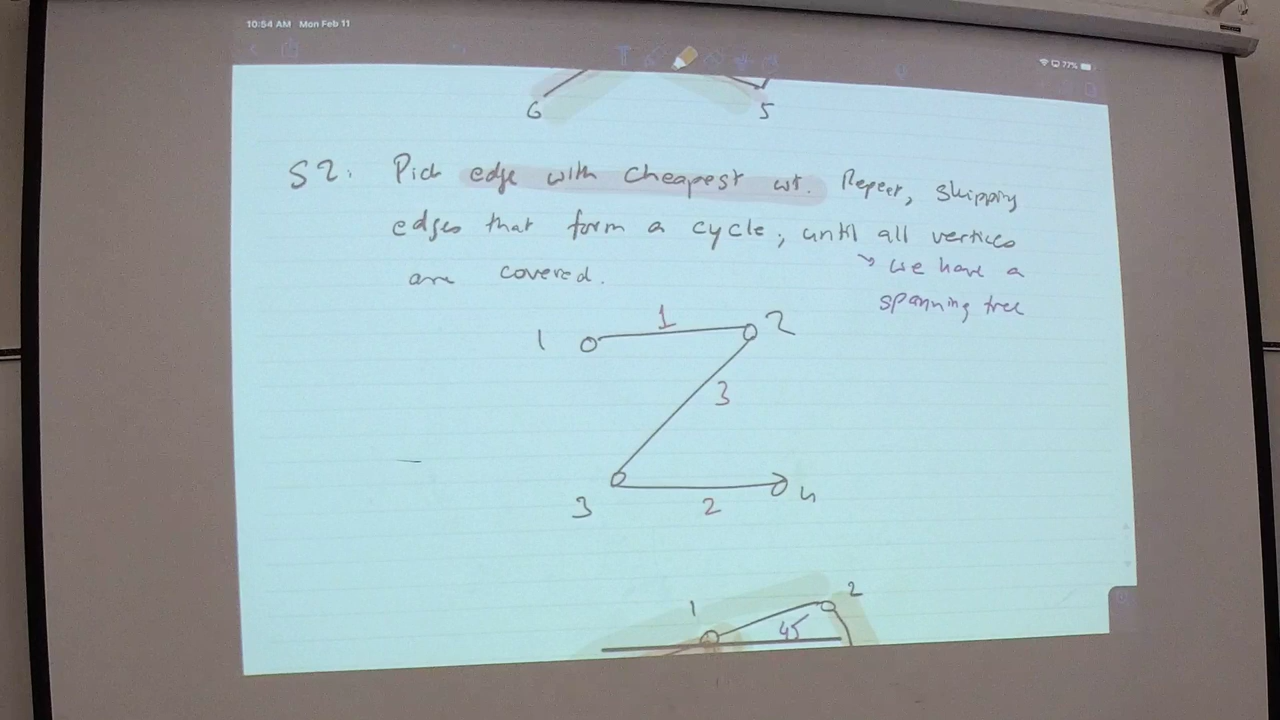 10:54 AM Mon Feb 11
77%
6 5
S2: Pick edge with cheapest wt. Repeat, skipping
edges that form a cycle, until all vertices
are covered.
→ we have a
spanning tree
1 1 2
3
3 2 4
1 2
45